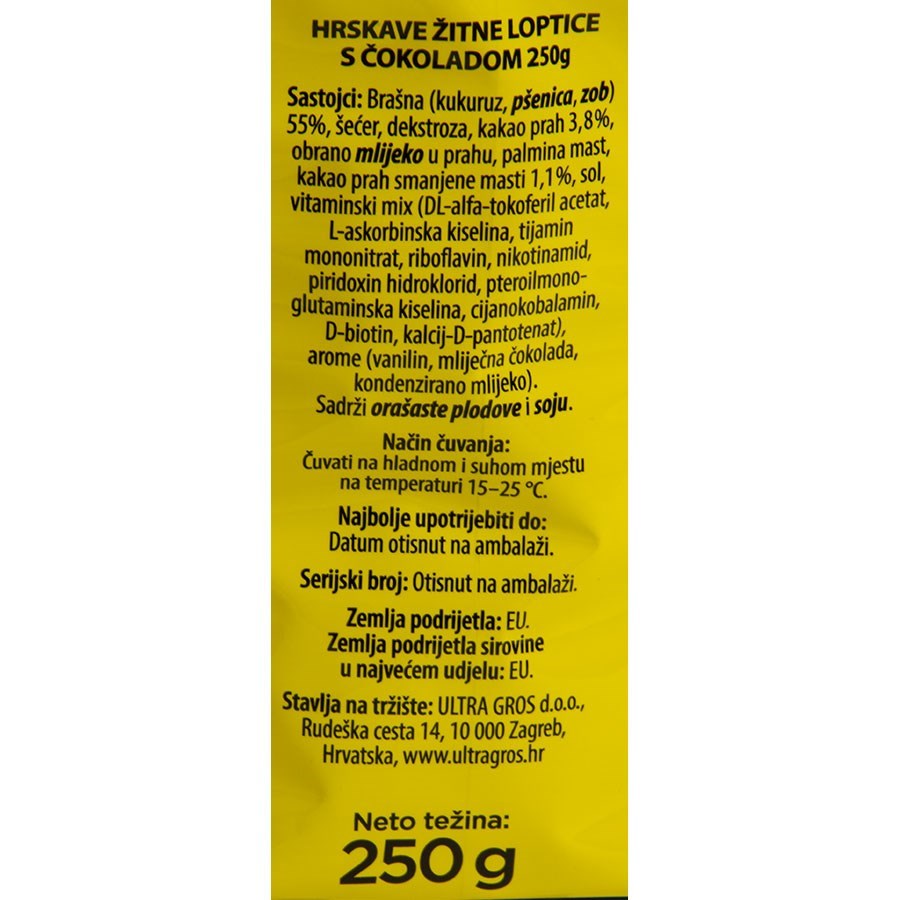 HRSKAVE ŽITNE LOPTICE
S ČOKOLADOM 250g
Sastojci: Brašna (kukuruz, pšenica, zob)
55%, šećer, dekstroza, kakao prah 3,8%,
obrano mlijeko u prahu, palmina mast,
kakao prah smanjene masti 1,1%, sol,
vitaminski mix (DL-alfa-tokoferil acetat,
L-askorbinska kiselina, tijamin
mononitrat, riboflavin, nikotinamid,
piridoxin hidroklorid, pteroilmono-
glutaminska kiselina, cijanokobalamin,
D-biotin, kalcij-D-pantotenat),
arome (vanilin, mliječna čokolada,
kondenzirano mlijeko).
Sadrži orašaste plodove i soju.
Način čuvanja:
Čuvati na hladnom i suhom mjestu
na temperaturi 15-25 °C.
Najbolje upotrijebiti do:
Datum otisnut na ambalaži.
Serijski broj: Otisnut na ambalaži.
Zemlja podrijetla: EU.
Zemlja podrijetla sirovine
u najvećem udjelu: EU.
Stavlja na tržište: ULTRA GROS d.o.o.,
Rudeška cesta 14, 10 000 Zagreb,
Hrvatska, www.ultragros.hr
Neto težina:
250 g